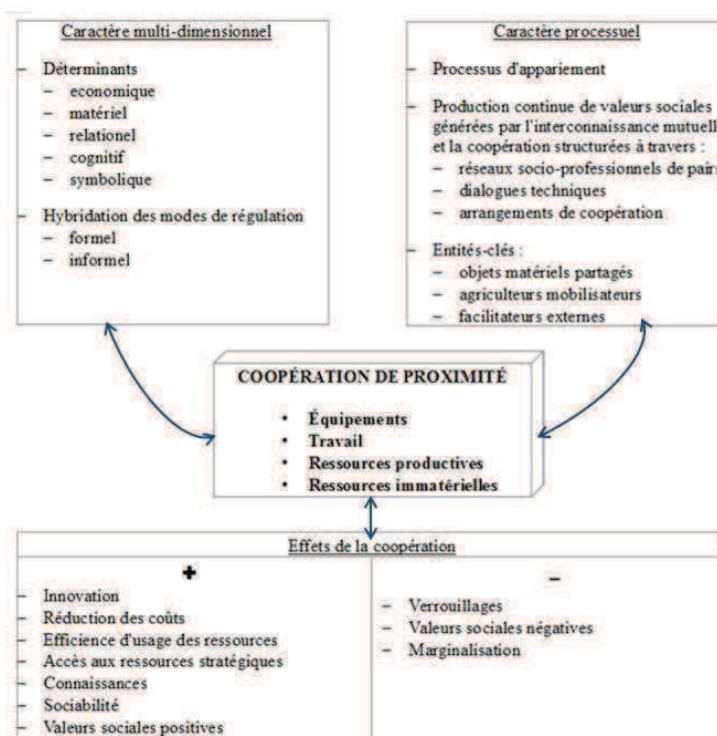 Caractère multi-dimensionnel
– Déterminants
– economique
– matériel
– relationel
– cognitif
– symbolique
– Hybridation des modes de régulation
– formel
– informel
Caractère processuel
– Processus d'appariement
– Production continue de valeurs sociales
générées par l'interconnaissance mutuell
et la coopération structurées à travers :
– réseaux socio-professionnels de pairs
– dialogues techniques
– arrangements de coopération
– Entités-clés :
– objets matériels partagés
– agriculteurs mobilisateurs
– facilitateurs externes
COOPÉRATION DE PROXIMITÉ
• Équipements
• Travail
• Ressources productives
• Ressources immatérielles
Effets de la coopération
+
– Innovation
– Réduction des coûts
– Efficience d'usage des ressources
– Accès aux ressources stratégiques
– Connaissances
– Sociabilité
– Valeurs sociales positives
–
– Verrouillages
– Valeurs sociales négatives
– Marginalisation